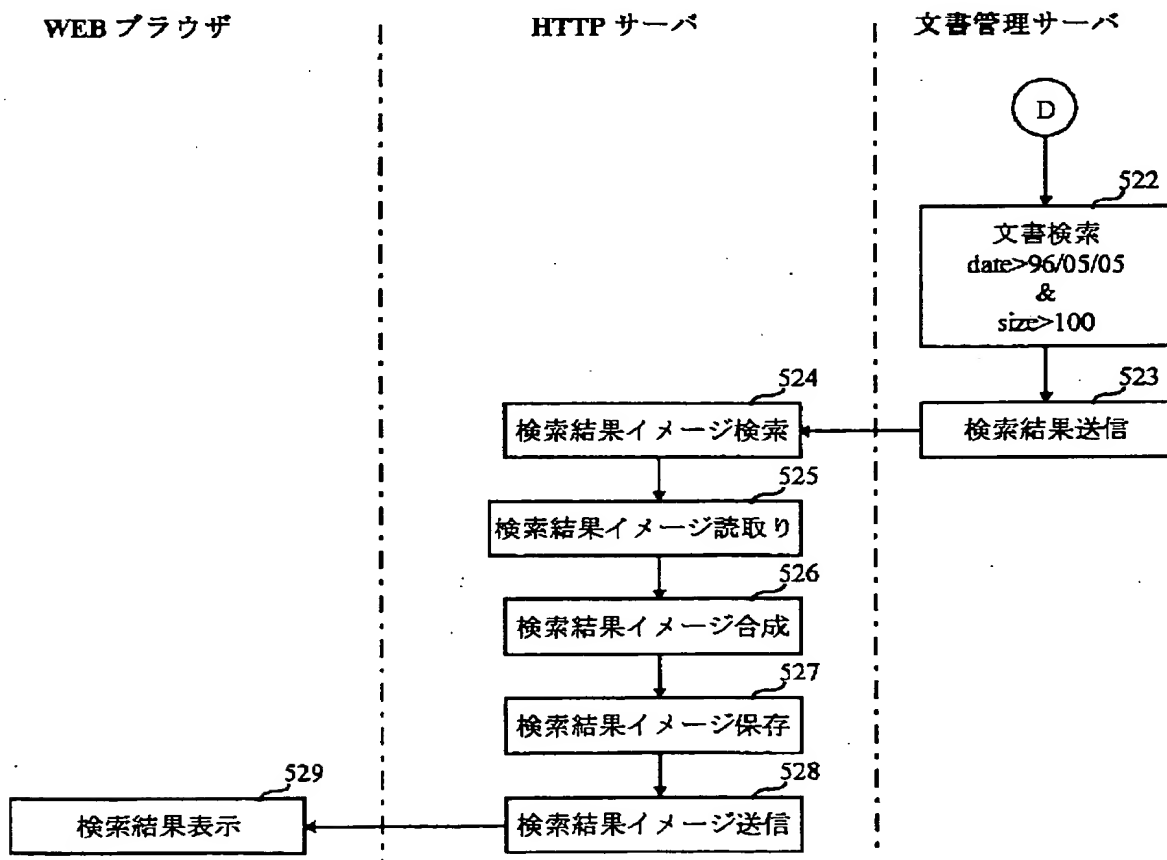 WEB ブラウザ
HTTP サーバ
文書管理サーバ
D
522
文書検索
date>96/05/05
&
size>100
523
検索結果送信
524
検索結果イメージ検索
525
検索結果イメージ読取り
526
検索結果イメージ合成
527
検索結果イメージ保存
528
検索結果イメージ送信
529
検索結果表示